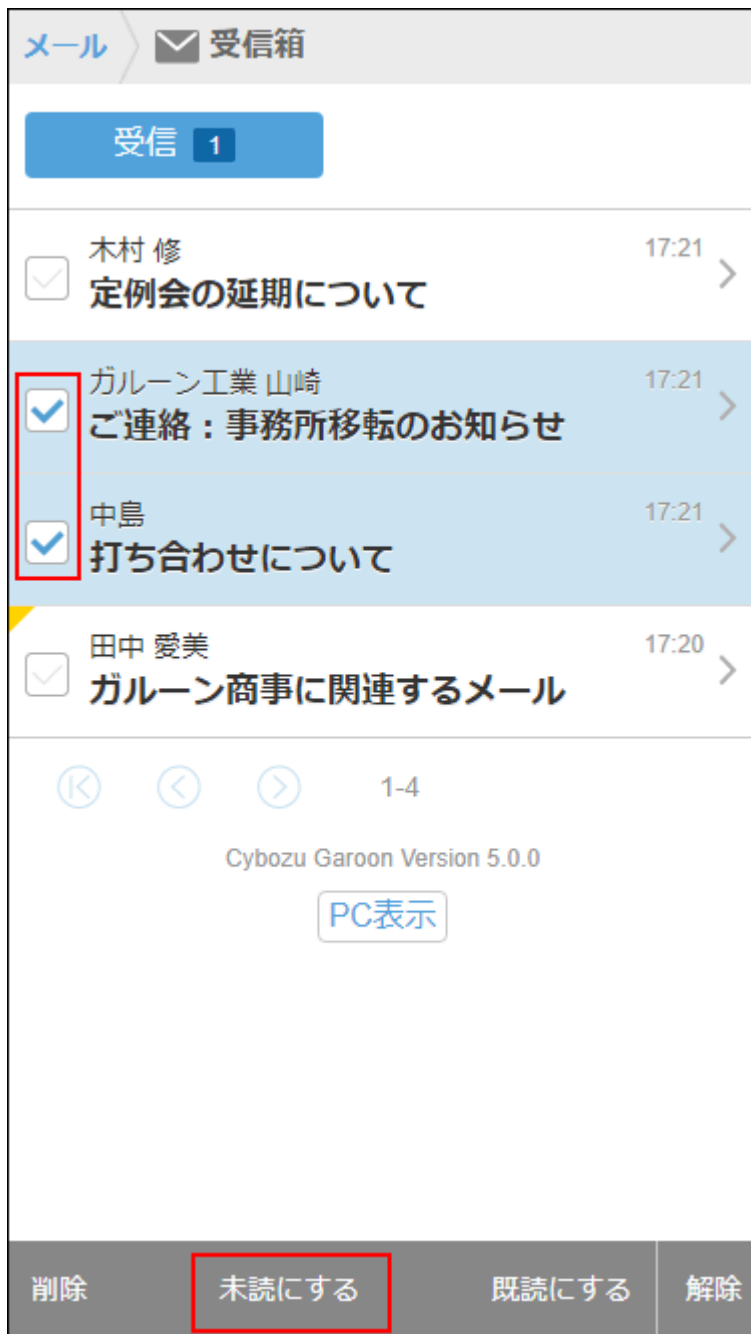 メール 受信箱
受信 1
木村 修 17:21
定例会の延期について
ガルーン工業 山崎 17:21
ご連絡：事務所移転のお知らせ
中島 17:21
打ち合わせについて
田中 愛美 17:20
ガルーン商事に関連するメール
1-4
Cybozu Garoon Version 5.0.0
PC表示
削除 未読にする 既読にする 解除